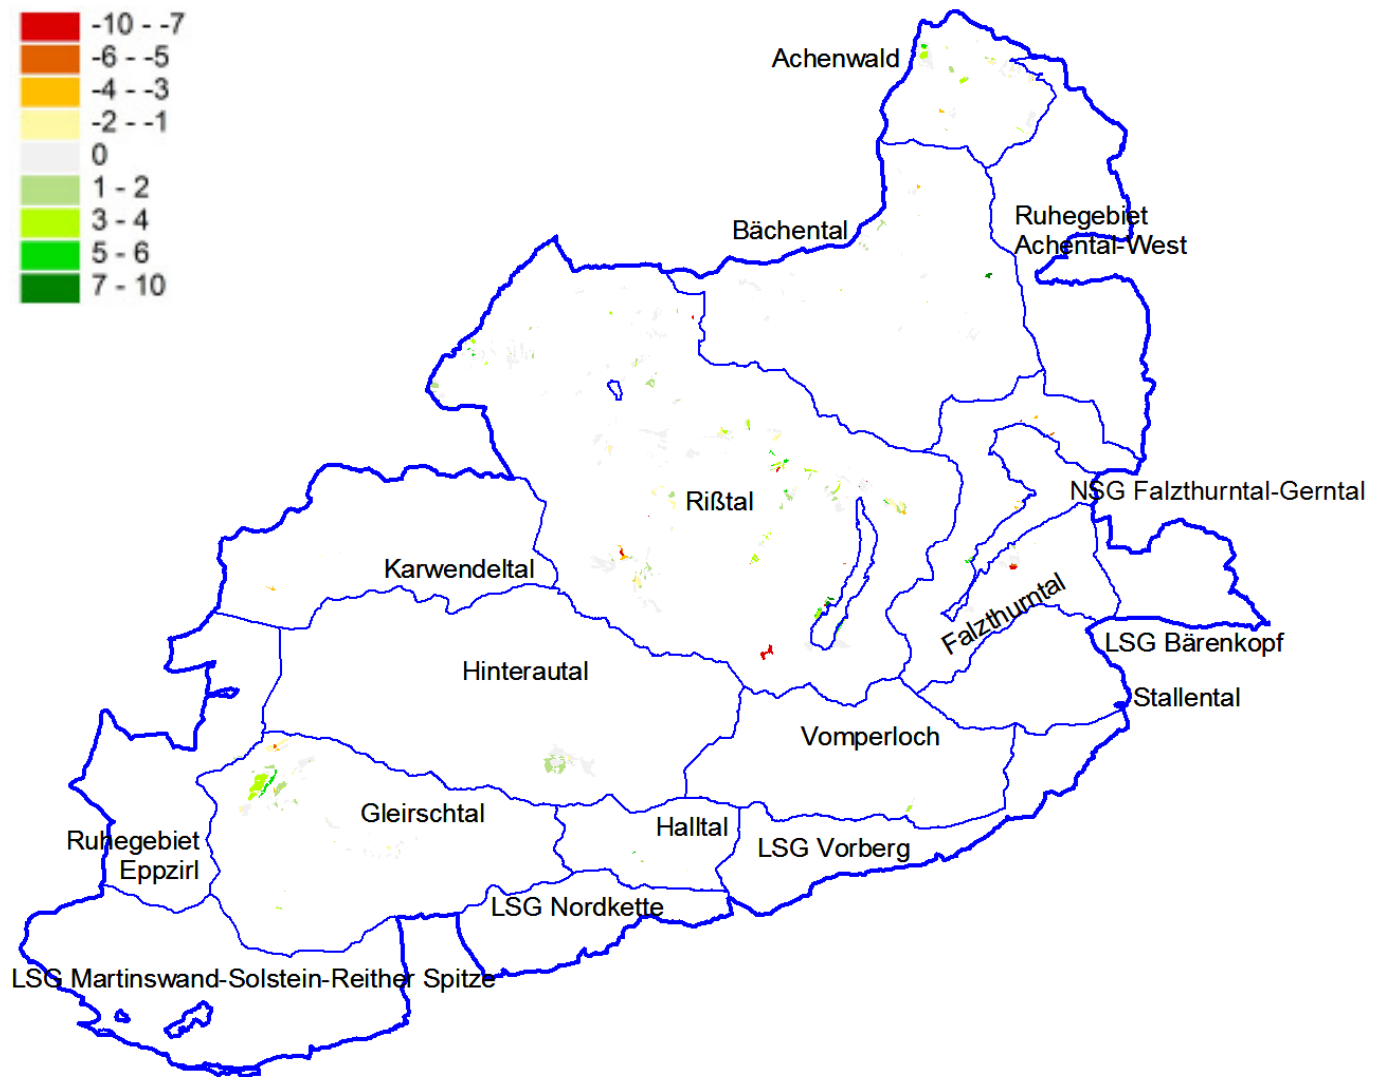 -10 - -7
-6 - -5
-4 - -3
-2 - -1
0
1 - 2
3 - 4
5 - 6
7 - 10
Achenwald
Bächental
Ruhegebiet
Achental-West
Rißtal
NSG Falzthurntal-Gerntal
Karwendeltal
Falzthurntal
LSG Bärenkopf
Hinterautal
Stallental
Vomperloch
Gleirschtal
Halltal
Ruhegebiet
Eppzirl
LSG Vorberg
LSG Nordkette
LSG Martinswand-Solstein-Reither Spitze